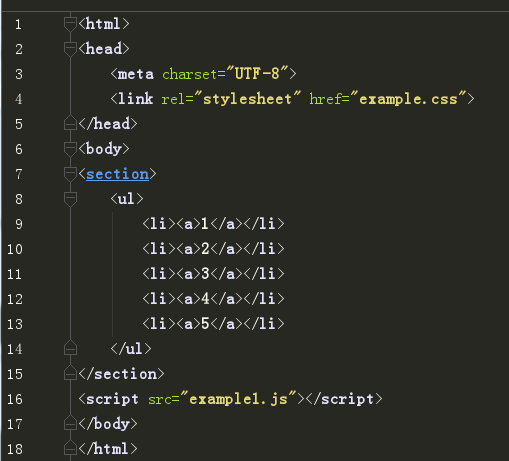 1 <html>
2 <head>
3 <meta charset="UTF-8">
4 <link rel="stylesheet" href="example.css">
5 </head>
6 <body>
7 <section>
8 <ul>
9 <li><a>1</a></li>
10 <li><a>2</a></li>
11 <li><a>3</a></li>
12 <li><a>4</a></li>
13 <li><a>5</a></li>
14 </ul>
15 </section>
16 <script src="example1.js"></script>
17 </body>
18 </html>